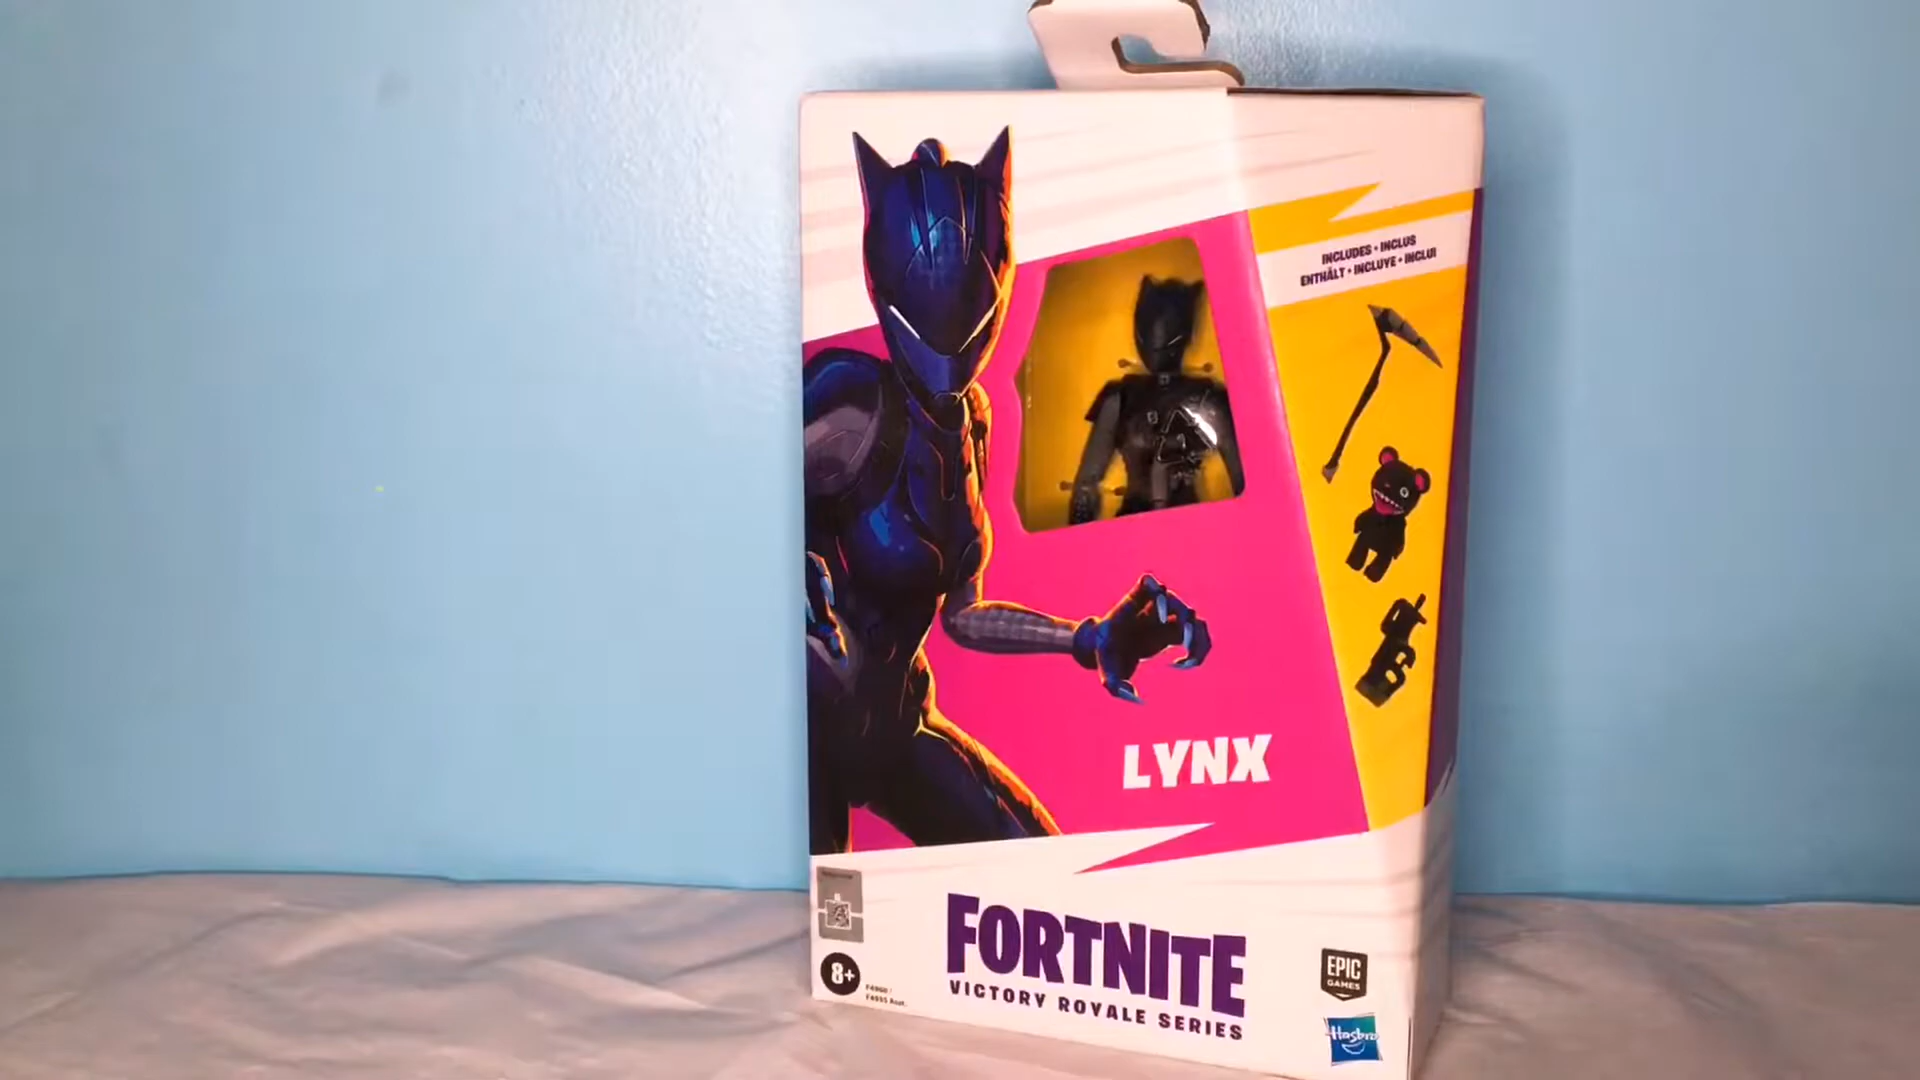 INCLUDES • INCLUS
ENTHÄLT • INCLUYE • INCLUI
LYNX
FORTNITE
VICTORY ROYALE SERIES
8+
EPIC
GAMES
Hasbro